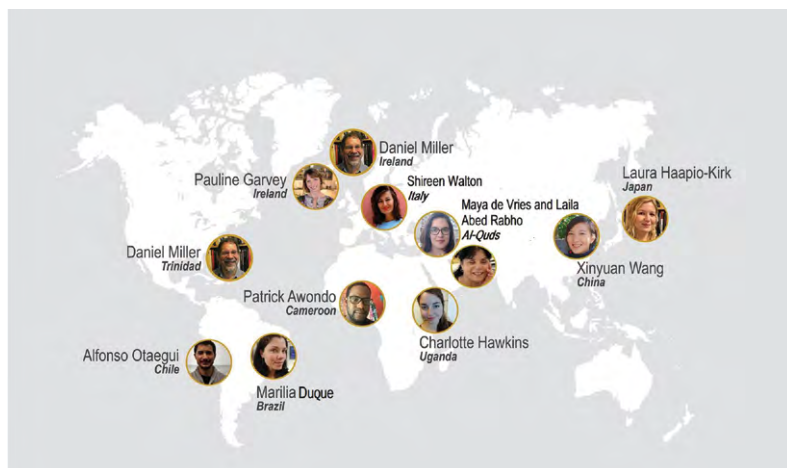 Daniel Miller
Ireland
Pauline Garvey
Ireland
Shireen Walton
Italy
Maya de Vries and Laila
Abed Rabho
Al-Quds
Laura Haapio-Kirk
Japan
Daniel Miller
Trinidad
Xinyuan Wang
China
Patrick Awondo
Cameroon
Charlotte Hawkins
Uganda
Alfonso Otaegui
Chile
Marilia Duque
Brazil